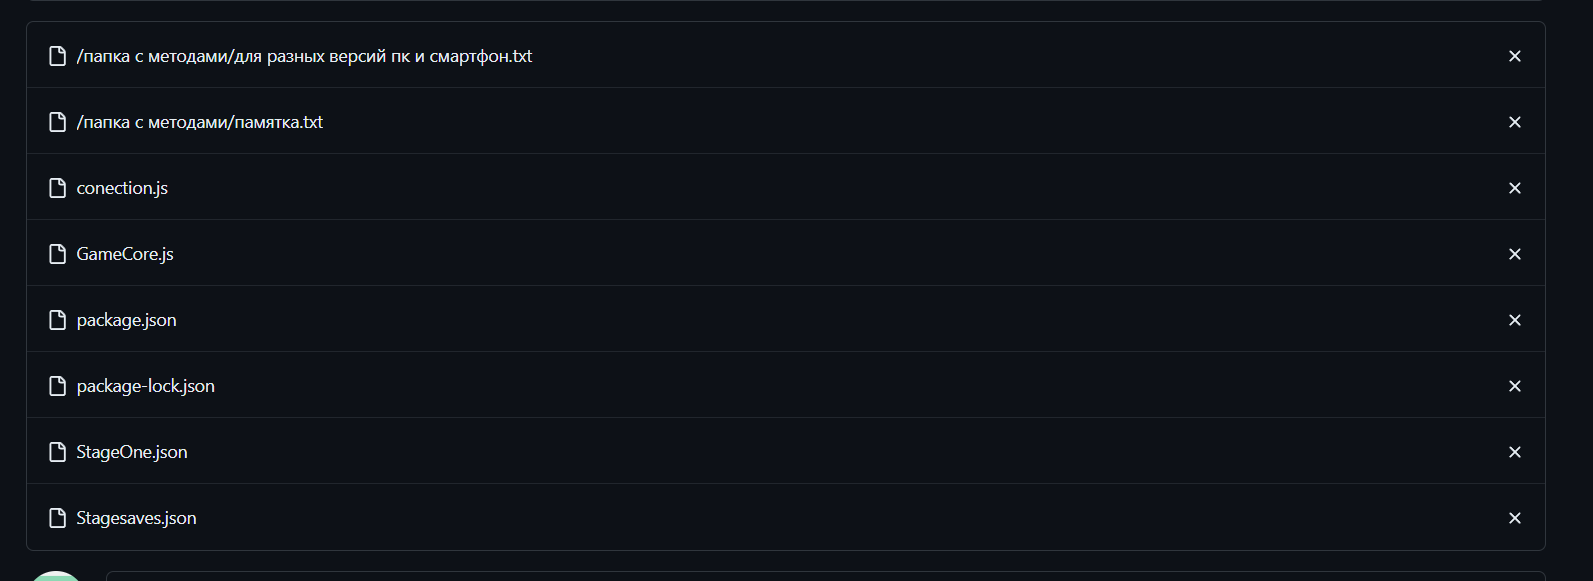 /папка с методами/для разных версий пк и смартфон.txt
/папка с методами/памятка.txt
conection.js
GameCore.js
package.json
package-lock.json
StageOne.json
Stagesaves.json